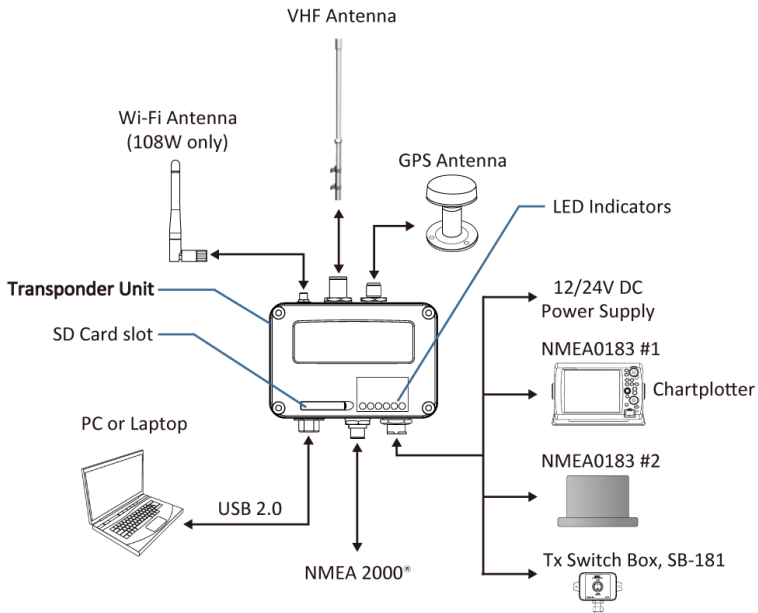 VHF Antenna
Wi-Fi Antenna
(108W only)
GPS Antenna
LED Indicators
Transponder Unit
12/24V DC
Power Supply
SD Card slot
NMEA0183 #1
Chartplotter
PC or Laptop
NMEA0183 #2
USB 2.0
Tx Switch Box, SB-181
NMEA 2000®